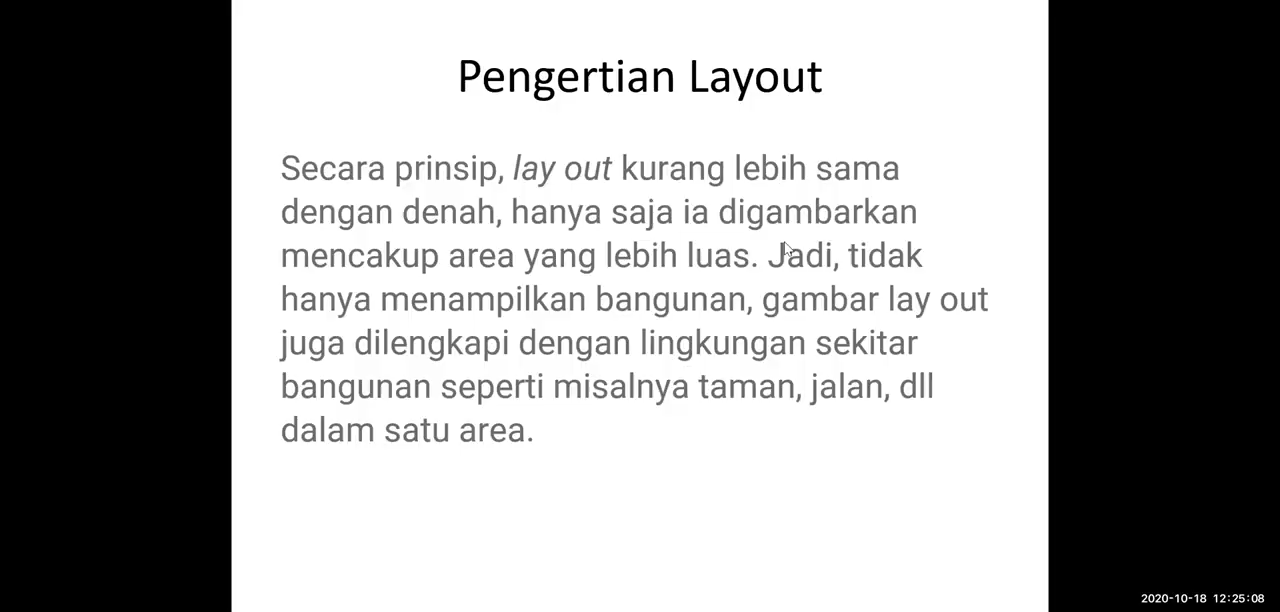 Pengertian Layout
Secara prinsip, lay out kurang lebih sama
dengan denah, hanya saja ia digambarkan
mencakup area yang lebih luas. Jadi, tidak
hanya menampilkan bangunan, gambar lay out
juga dilengkapi dengan lingkungan sekitar
bangunan seperti misalnya taman, jalan, dll
dalam satu area.
2020-10-18 12:25:08